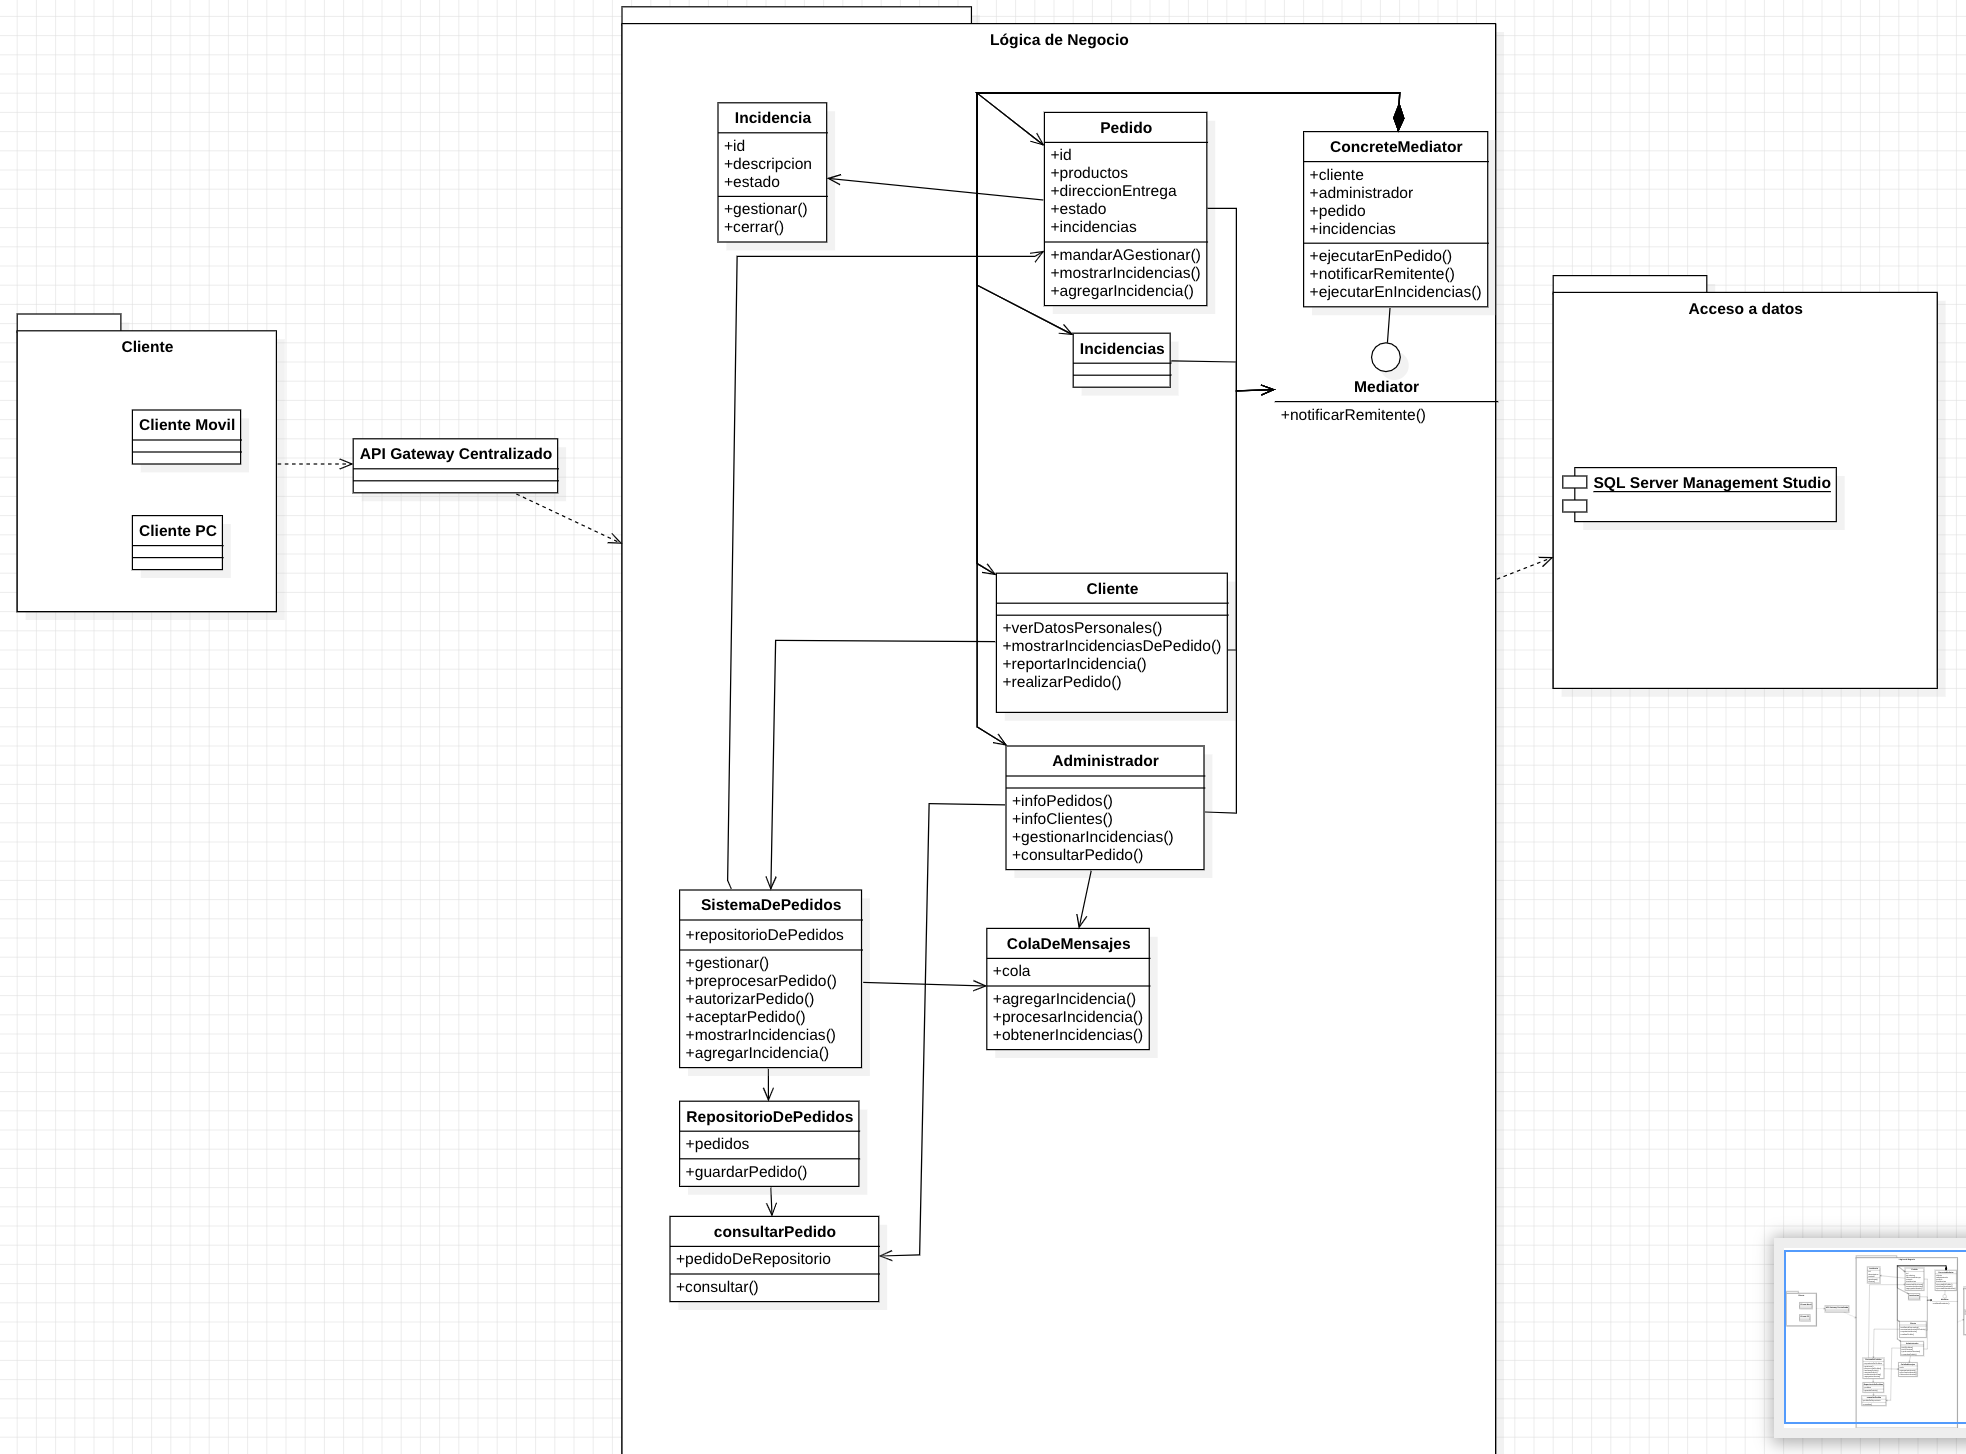 Lógica de Negocio
Incidencia
+id
+descripcion
+estado
+gestionar()
+cerrar()
Pedido
+id
+productos
+direccionEntrega
+estado
+incidencias
+mandarAGestionar()
+mostrarIncidencias()
+agregarIncidencia()
ConcreteMediator
+cliente
+administrador
+pedido
+incidencias
+ejecutarEnPedido()
+notificarRemitente()
+ejecutarEnIncidencias()
Incidencias
Mediator
+notificarRemitente()
Acceso a datos
SQL Server Management Studio
Cliente
Cliente Movil
Cliente PC
API Gateway Centralizado
Cliente
+verDatosPersonales()
+mostrarIncidenciasDePedido()
+reportarIncidencia()
+realizarPedido()
Administrador
+infoPedidos()
+infoClientes()
+gestionarIncidencias()
+consultarPedido()
SistemaDePedidos
+repositorioDePedidos
+gestionar()
+preprocesarPedido()
+autorizarPedido()
+aceptarPedido()
+mostrarIncidencias()
+agregarIncidencia()
ColaDeMensajes
+cola
+agregarIncidencia()
+procesarIncidencia()
+obtenerIncidencias()
RepositorioDePedidos
+pedidos
+guardarPedido()
consultarPedido
+pedidoDeRepositorio
+consultar()